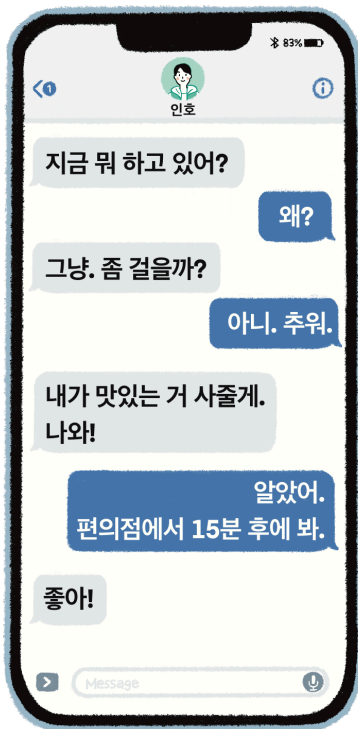 83%
1
인호
지금 뭐 하고 있어?
왜?
그냥. 좀 걸을까?
아니. 추워.
내가 맛있는 거 사줄게.
나와!
알았어.
편의점에서 15분 후에 봐.
좋아!
Message